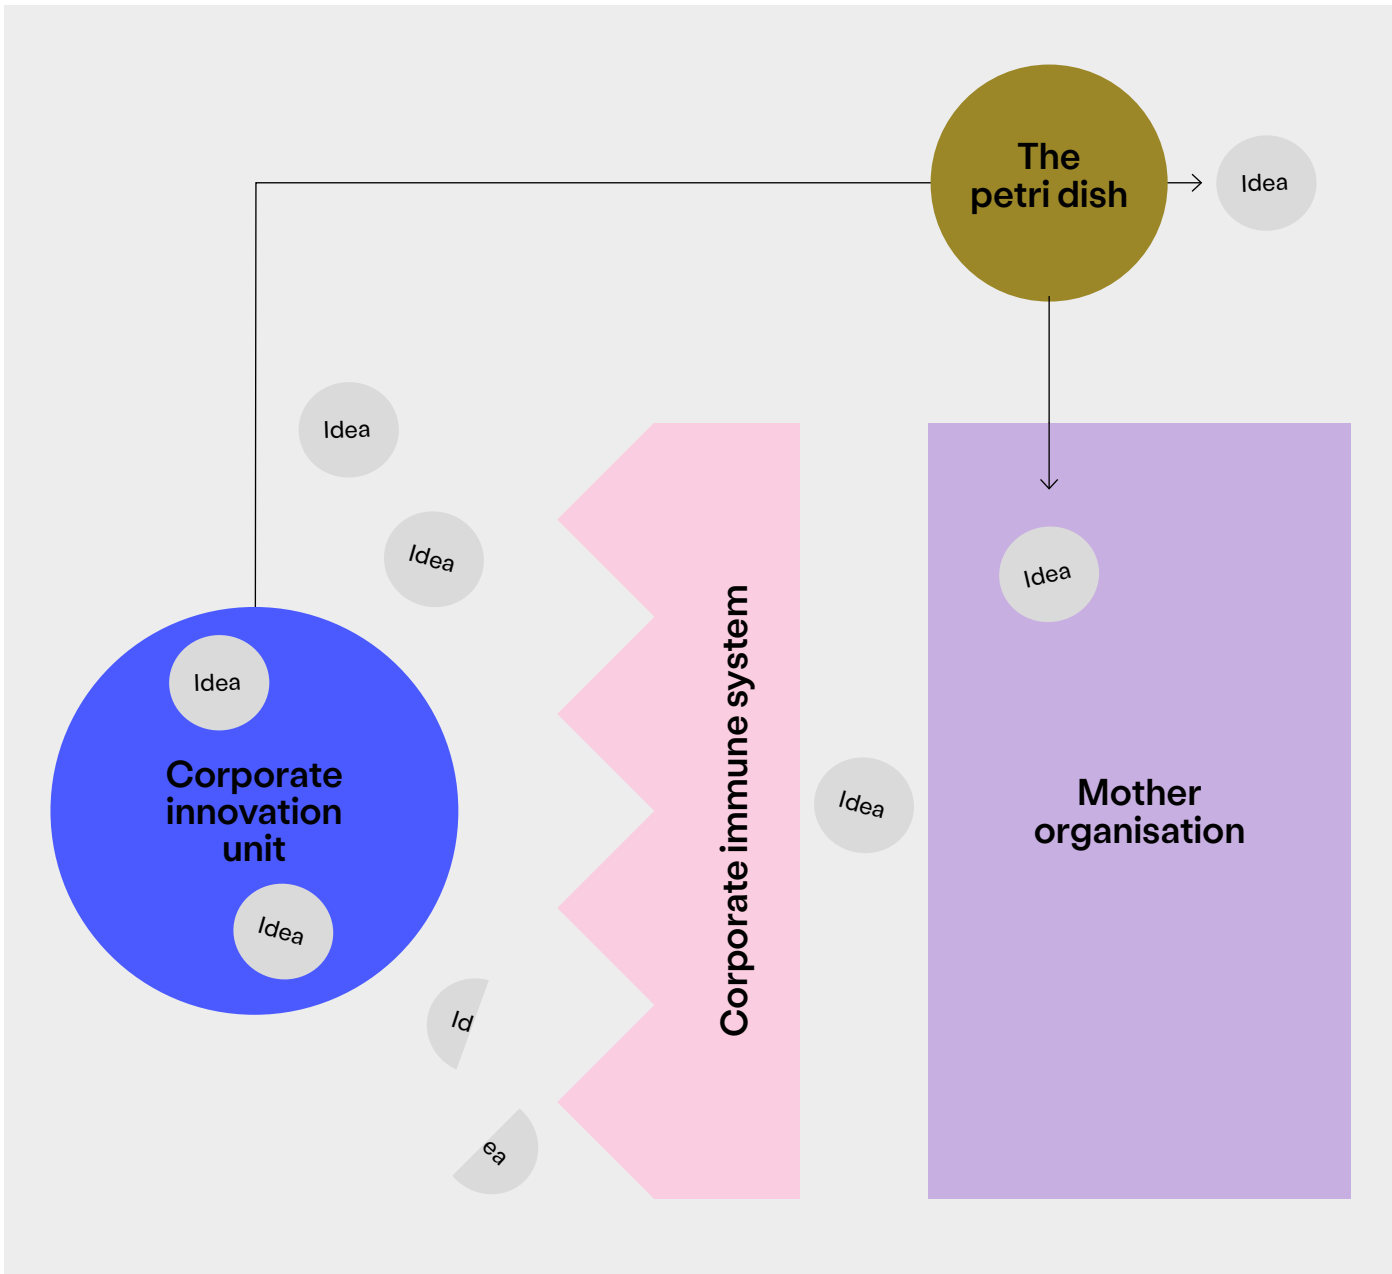 The
petri dish
Idea
Idea
Idea
Idea
Idea
Corporate
innovation
unit
Idea
Id
ea
Corporate immune system
Idea
Mother
organisation